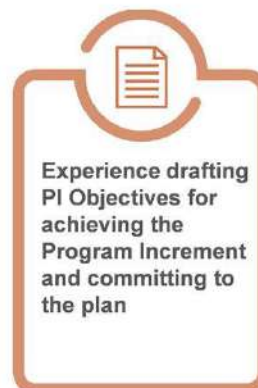 Experience drafting
PI Objectives for
achieving the
Program Increment
and committing to
the plan